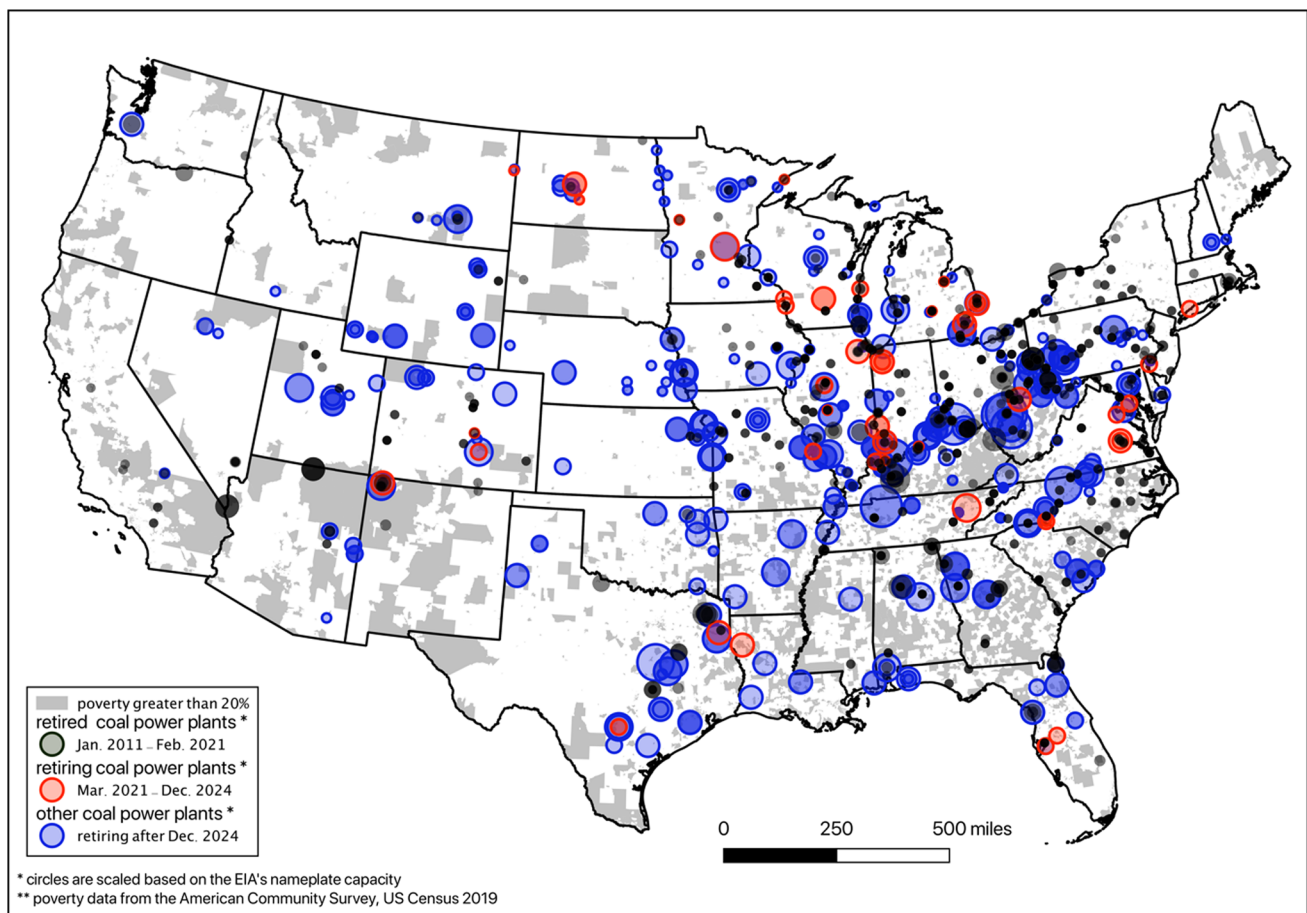 poverty greater than 20%
retired coal power plants *
Jan. 2011 – Feb. 2021
retiring coal power plants *
Mar. 2021 – Dec. 2024
other coal power plants *
retiring after Dec. 2024
0 250 500 miles
* circles are scaled based on the EIA's nameplate capacity
** poverty data from the American Community Survey, US Census 2019